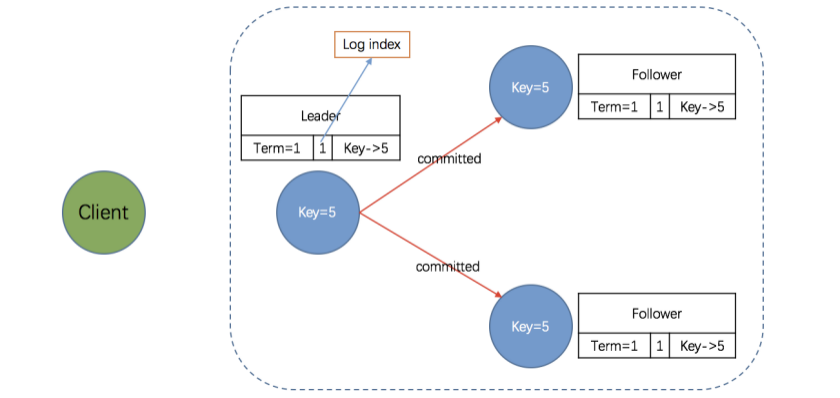 Log index
Key=5
Follower
Term=1 1 Key->5
Leader
Term=1 1 Key->5
committed
Client
Key=5
committed
Key=5
Follower
Term=1 1 Key->5